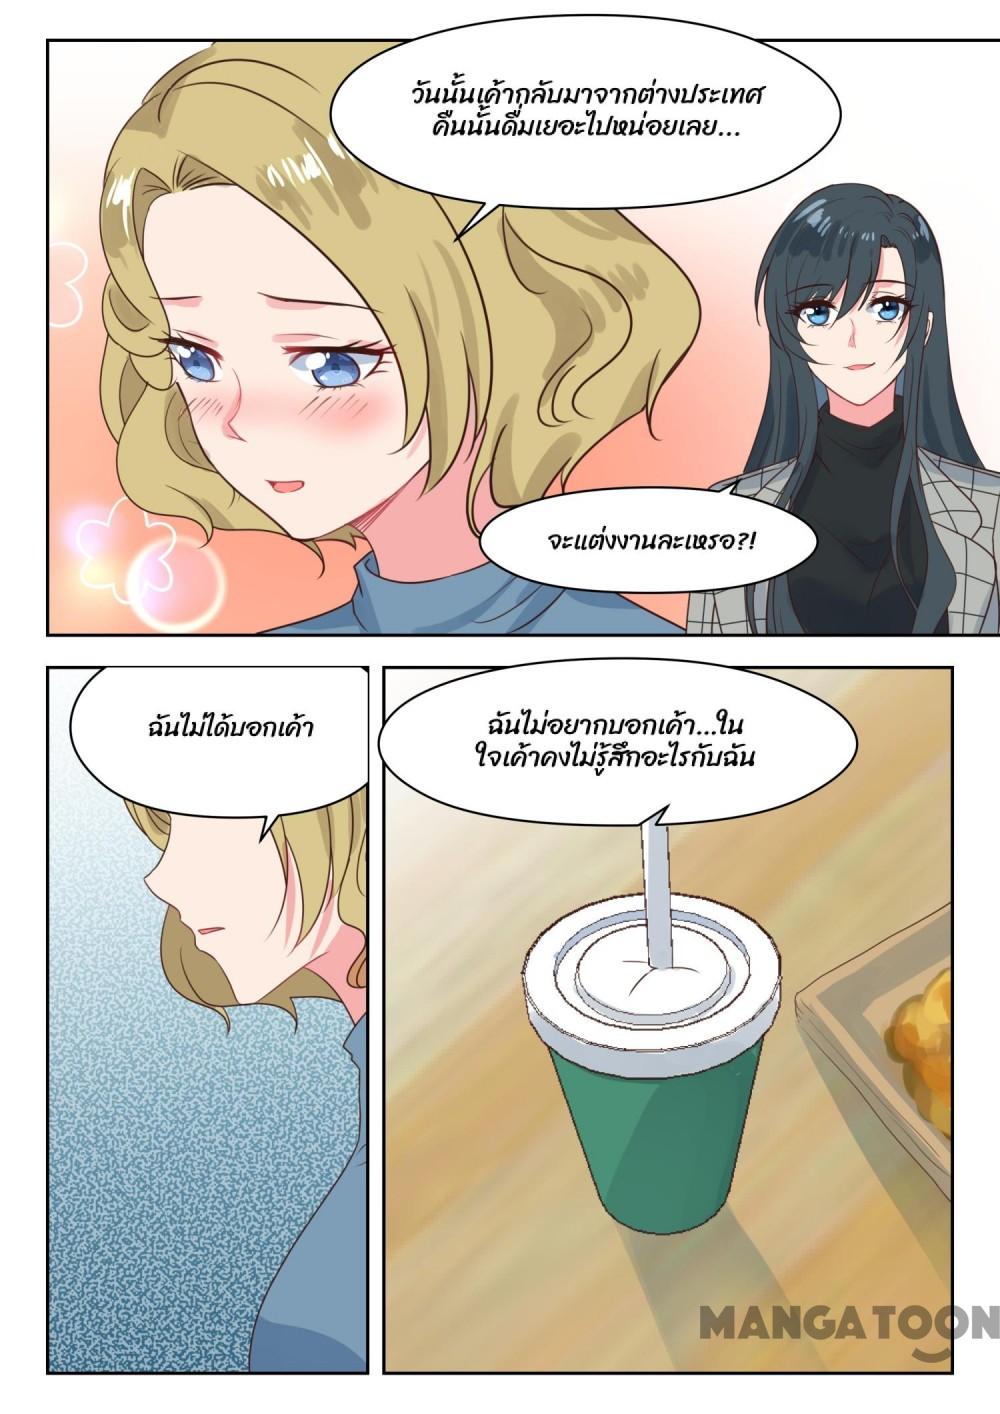 วันนั้นเค้ากลับมาจากต่างประเทศ
คืนนั้นดื่มเยอะไปหน่อยเลย...
จะแต่งงานละเหรอ?!
ฉันไม่ได้บอกเค้า
ฉันไม่อยากบอกเค้า...ใน
ใจเค้าคงไม่รู้สึกอะไรกับฉัน
MANGATOON